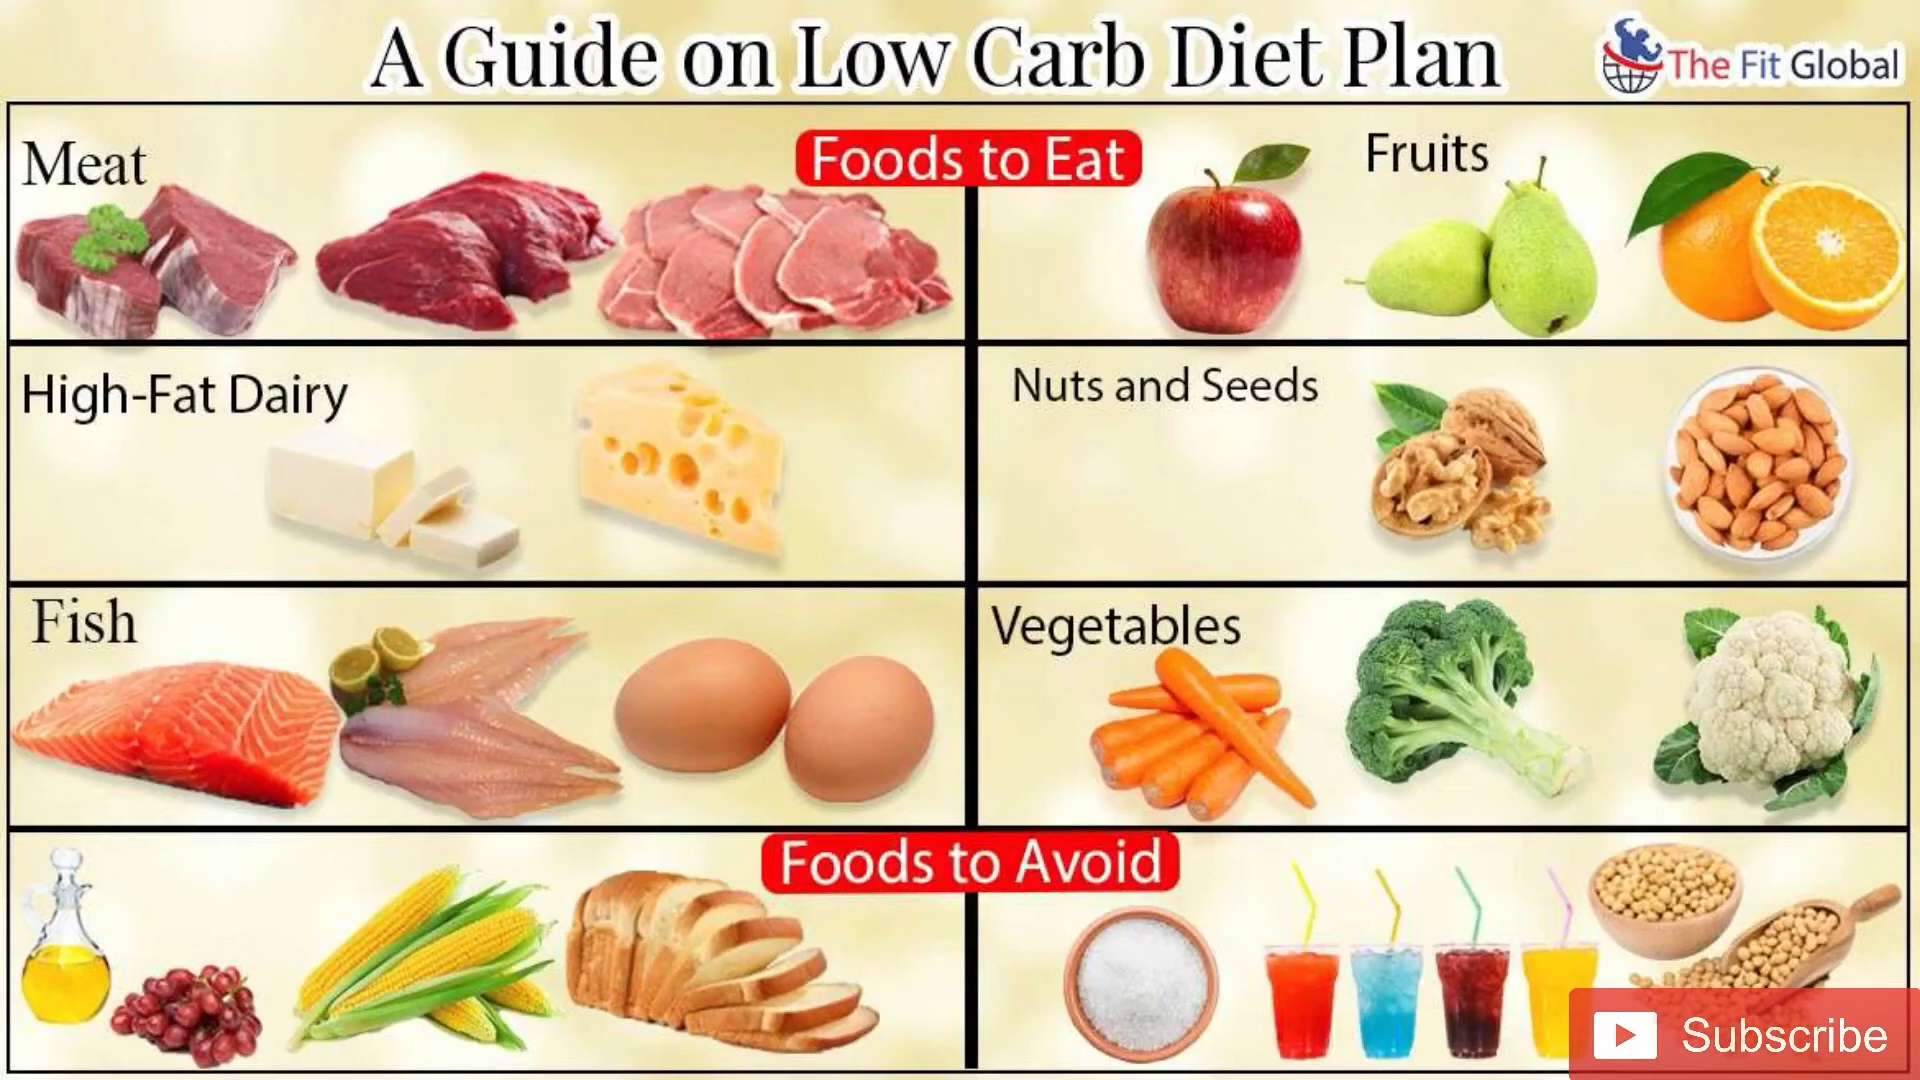 A Guide on Low Carb Diet Plan
The Fit Global
Foods to Eat
Meat
Fruits
High-Fat Dairy
Nuts and Seeds
Fish
Vegetables
Foods to Avoid
Subscribe